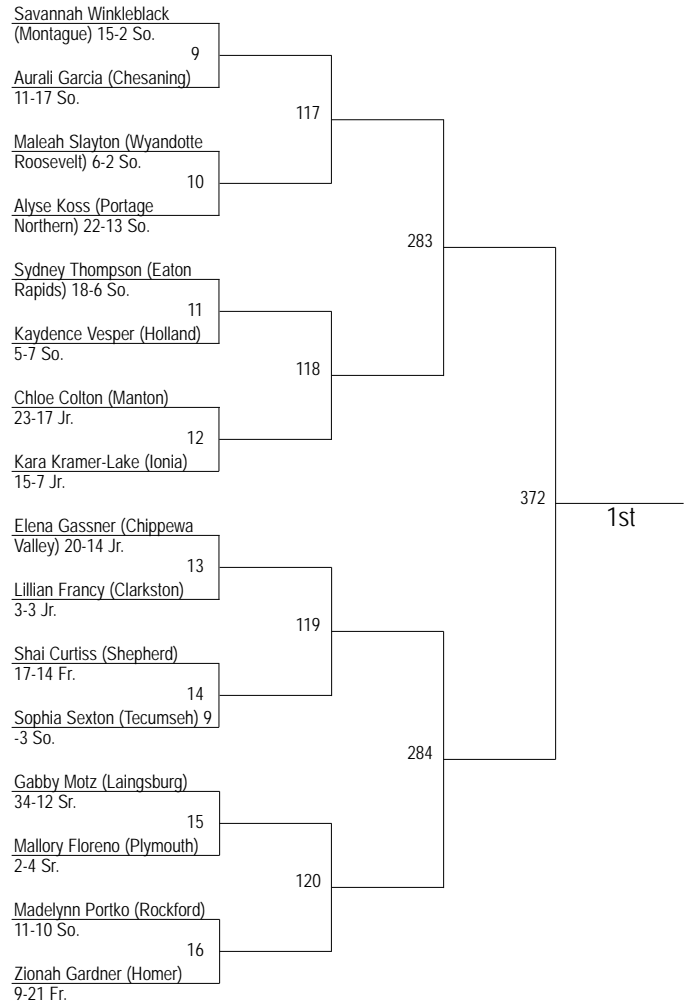 Savannah Winkleblack
(Montague) 15-2 So.
9
Aurali Garcia (Chesaning)
11-17 So.
117
Maleah Slayton (Wyandotte
Roosevelt) 6-2 So.
10
Alyse Koss (Portage
Northern) 22-13 So.
283
Sydney Thompson (Eaton
Rapids) 18-6 So.
11
Kaydence Vesper (Holland)
5-7 So.
118
Chloe Colton (Manton)
23-17 Jr.
12
Kara Kramer-Lake (Ionia)
15-7 Jr.
372
1st
Elena Gassner (Chippewa
Valley) 20-14 Jr.
13
Lillian Francy (Clarkston)
3-3 Jr.
119
Shai Curtiss (Shepherd)
17-14 Fr.
14
Sophia Sexton (Tecumseh) 9
-3 So.
284
Gabby Motz (Laingsburg)
34-12 Sr.
15
Mallory Floreno (Plymouth)
2-4 Sr.
120
Madelynn Portko (Rockford)
11-10 So.
16
Zionah Gardner (Homer)
9-21 Fr.